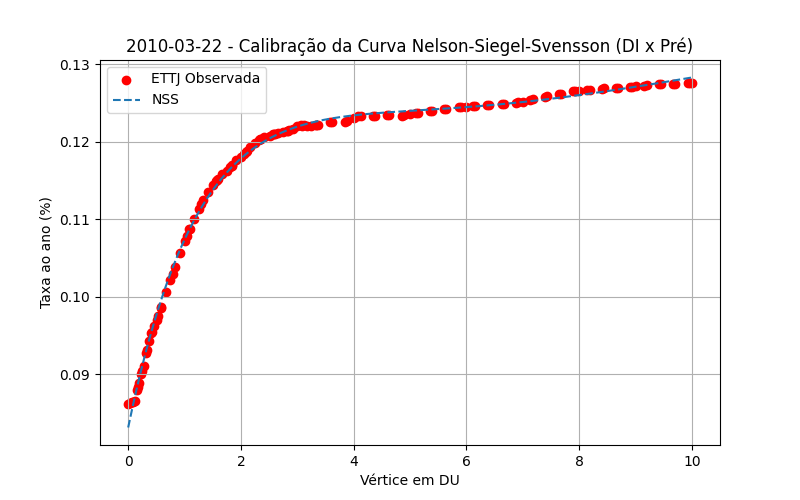 2010-03-22 - Calibração da Curva Nelson-Siegel-Svensson (DI x Pré)
ETTJ Observada
NSS
Taxa ao ano (%)
0.13
0.12
0.11
0.10
0.09
0 2 4 6 8 10
Vértice em DU